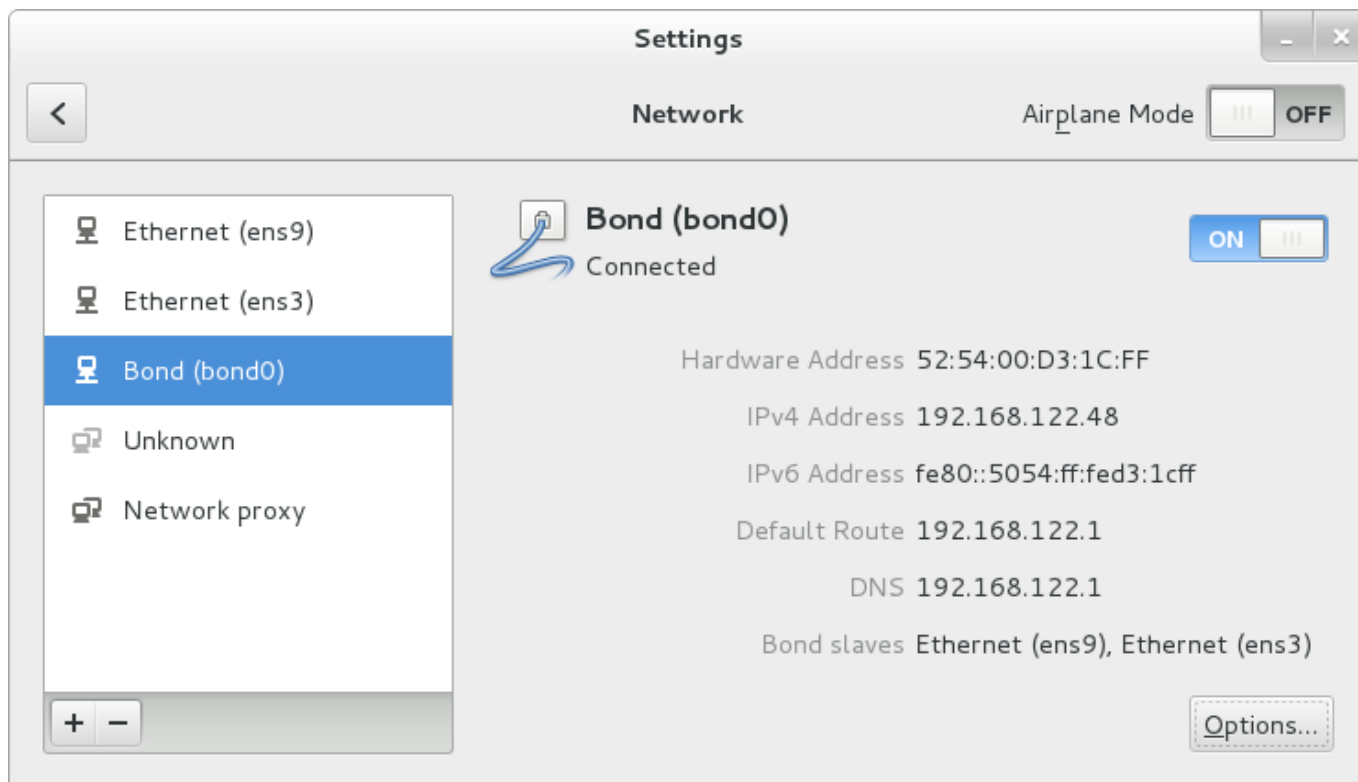 Settings
Network
Airplane Mode OFF
Ethernet (ens9)
Ethernet (ens3)
Bond (bond0)
Unknown
Network proxy
Bond (bond0)
ON
Connected
Hardware Address 52:54:00:D3:1C:FF
IPv4 Address 192.168.122.48
IPv6 Address fe80::5054:ff:fed3:1cff
Default Route 192.168.122.1
DNS 192.168.122.1
Bond slaves Ethernet (ens9), Ethernet (ens3)
Options...